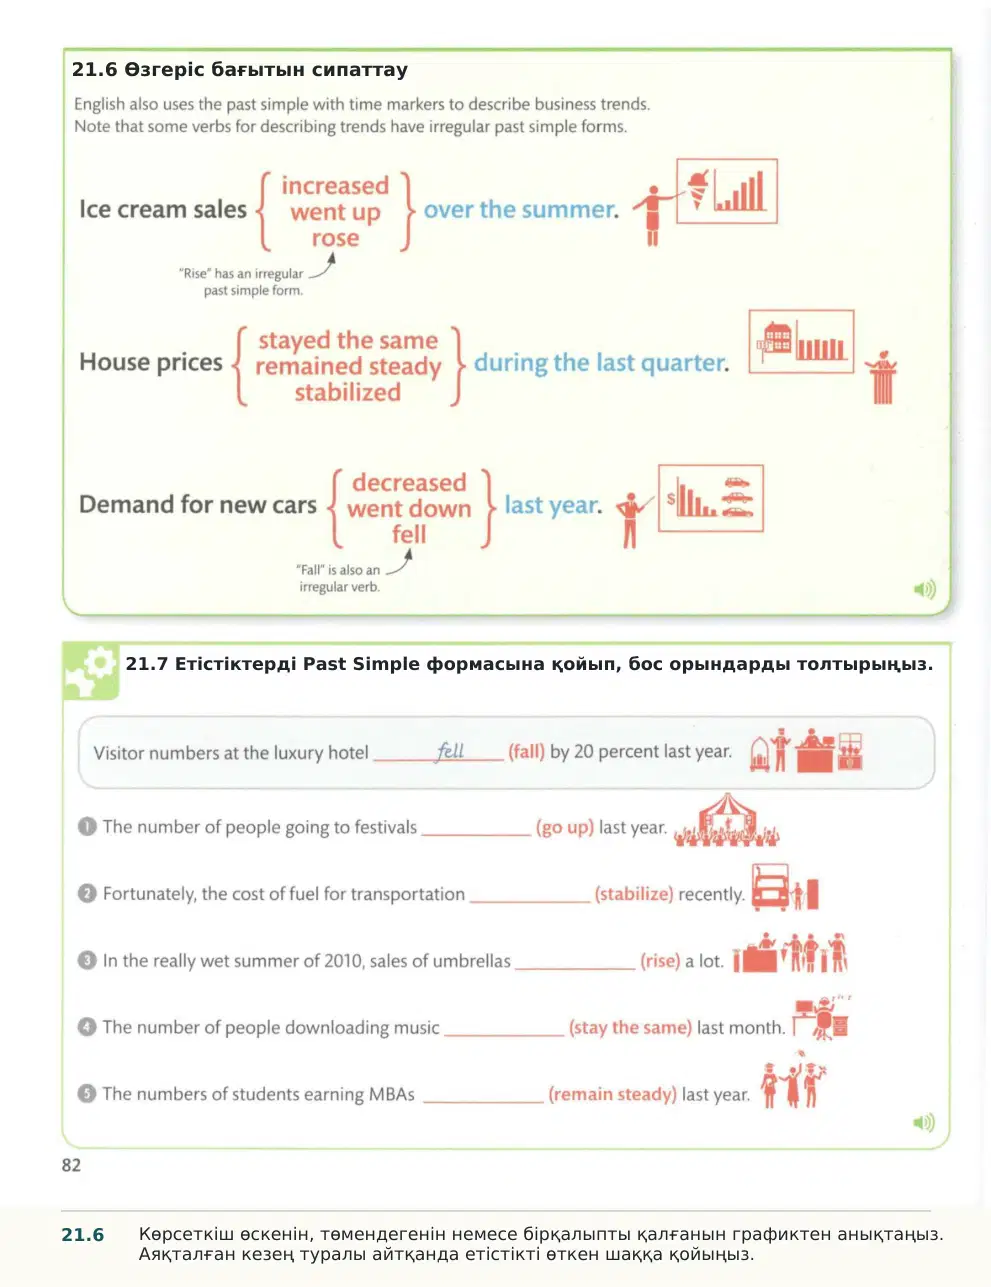 21.6 Өзгеріс бағытын сипаттау
English also uses the past simple with time markers to describe business trends.
Note that some verbs for describing trends have irregular past simple forms.
increased
Ice cream sales went up over the summer.
rose
"Rise" has an irregular
past simple form.
stayed the same
House prices remained steady during the last quarter.
stabilized
decreased
Demand for new cars went down last year.
fell
$
"Fall" is also an
irregular verb.
21.7 Етістіктерді Past Simple формасына қойып, бос орындарды толтырыңыз.
Visitor numbers at the luxury hotel fell (fall) by 20 percent last year.
1 The number of people going to festivals ____________ (go up) last year.
2 Fortunately, the cost of fuel for transportation ____________ (stabilize) recently.
3 In the really wet summer of 2010, sales of umbrellas ____________ (rise) a lot.
4 The number of people downloading music ____________ (stay the same) last month.
5 The numbers of students earning MBAs ____________ (remain steady) last year.
82
21.6 Көрсеткіш өскенін, төмендегенін немесе бірқалыпты қалғанын графиктен анықтаңыз.
Аяқталған кезең туралы айтқанда етістікті өткен шаққа қойыңыз.